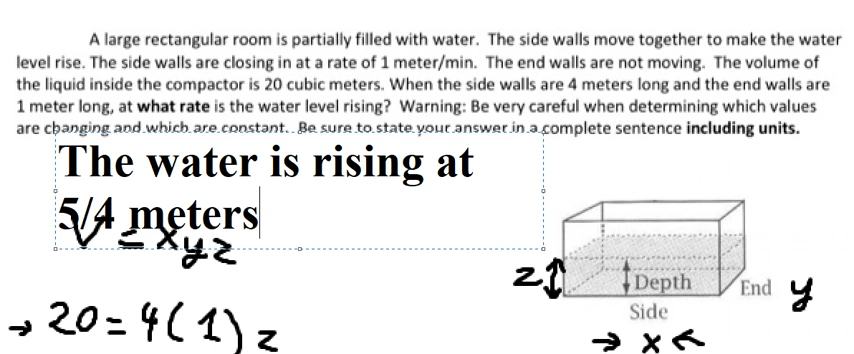 A large rectangular room is partially filled with water. The side walls move together to make the water
level rise. The side walls are closing in at a rate of 1 meter/min. The end walls are not moving. The volume of
the liquid inside the compactor is 20 cubic meters. When the side walls are 4 meters long and the end walls are
1 meter long, at what rate is the water level rising? Warning: Be very careful when determining which values
are changing and which are constant. Be sure to state your answer in a complete sentence including units.
The water is rising at
5/4 meters
V = xyz
z Depth End y
Side
→ 20 = 4(1) z
→ x ←